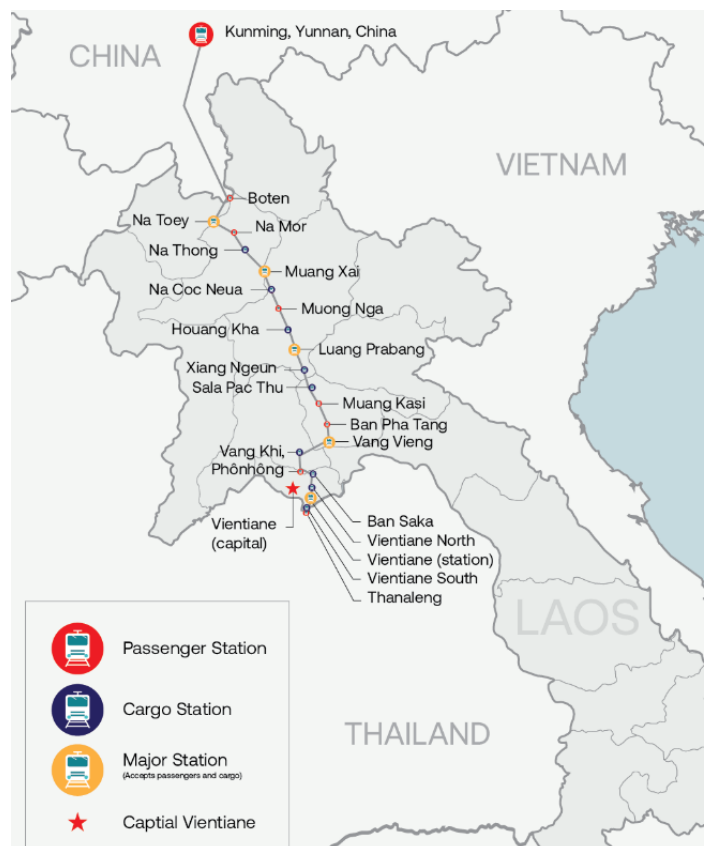 Kunming, Yunnan, China
CHINA
VIETNAM
Boten
Na Toey
Na Mor
Na Thong
Muang Xai
Na Coc Neua
Muong Nga
Houang Kha
Luang Prabang
Xiang Ngeun
Sala Pac Thu
Muang Kasi
Ban Pha Tang
Vang Vieng
Vang Khi,
Phônhông
Vientiane
(capital)
Ban Saka
Vientiane North
Vientiane (station)
Vientiane South
Thanaleng
LAOS
THAILAND
Passenger Station
Cargo Station
Major Station
(Accepts passengers and cargo)
Captial Vientiane